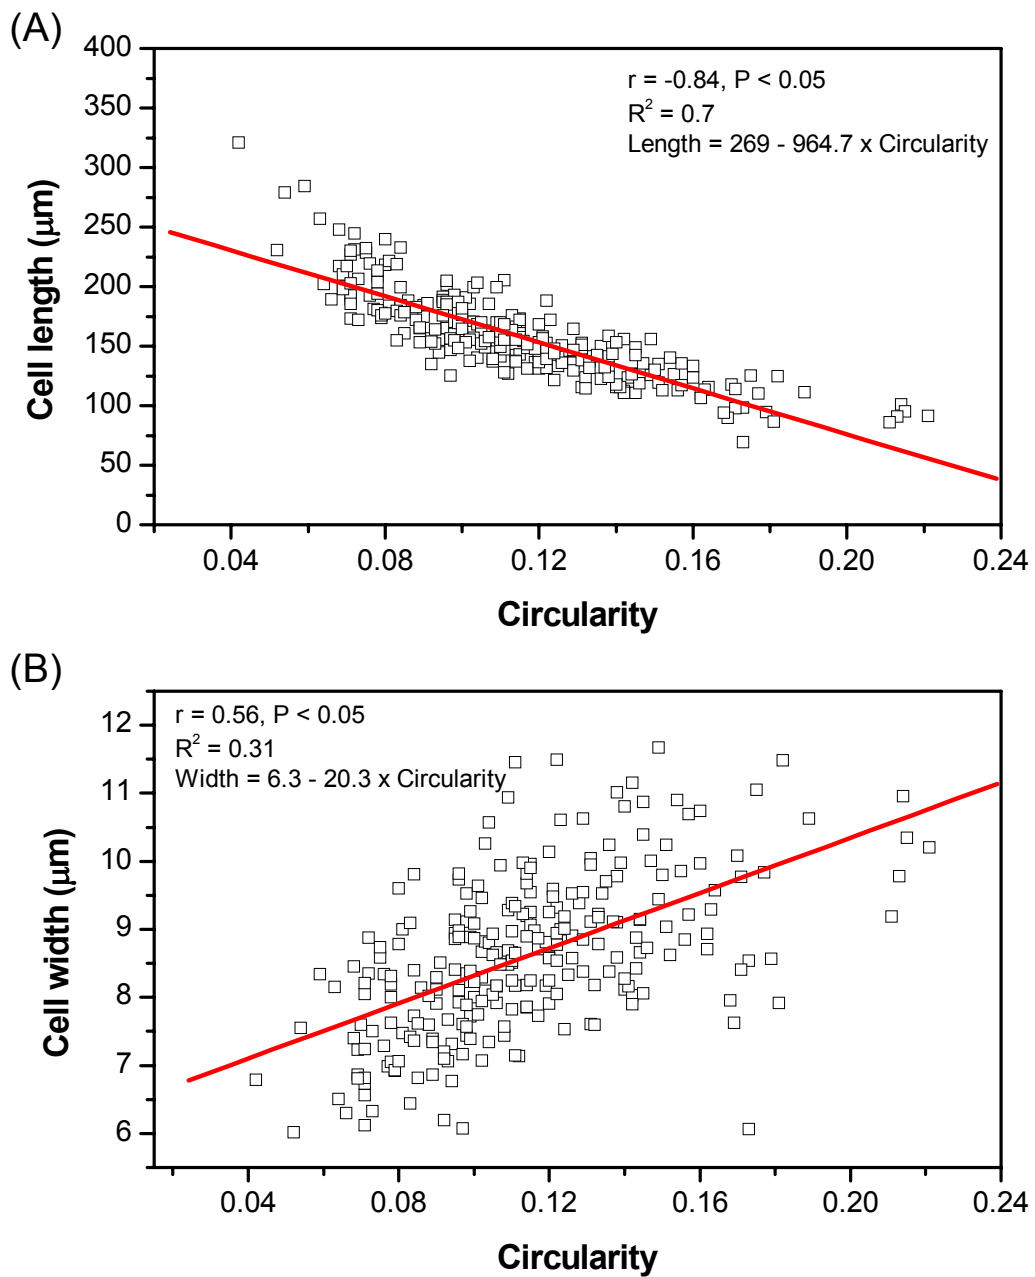 (A)
400
350
300
250
200
150
100
50
0
Cell length (μm)
r = -0.84, P < 0.05
R² = 0.7
Length = 269 - 964.7 x Circularity
0.04 0.08 0.12 0.16 0.20 0.24
Circularity
(B)
12
11
10
9
8
7
6
Cell width (μm)
r = 0.56, P < 0.05
R² = 0.31
Width = 6.3 - 20.3 x Circularity
0.04 0.08 0.12 0.16 0.20 0.24
Circularity